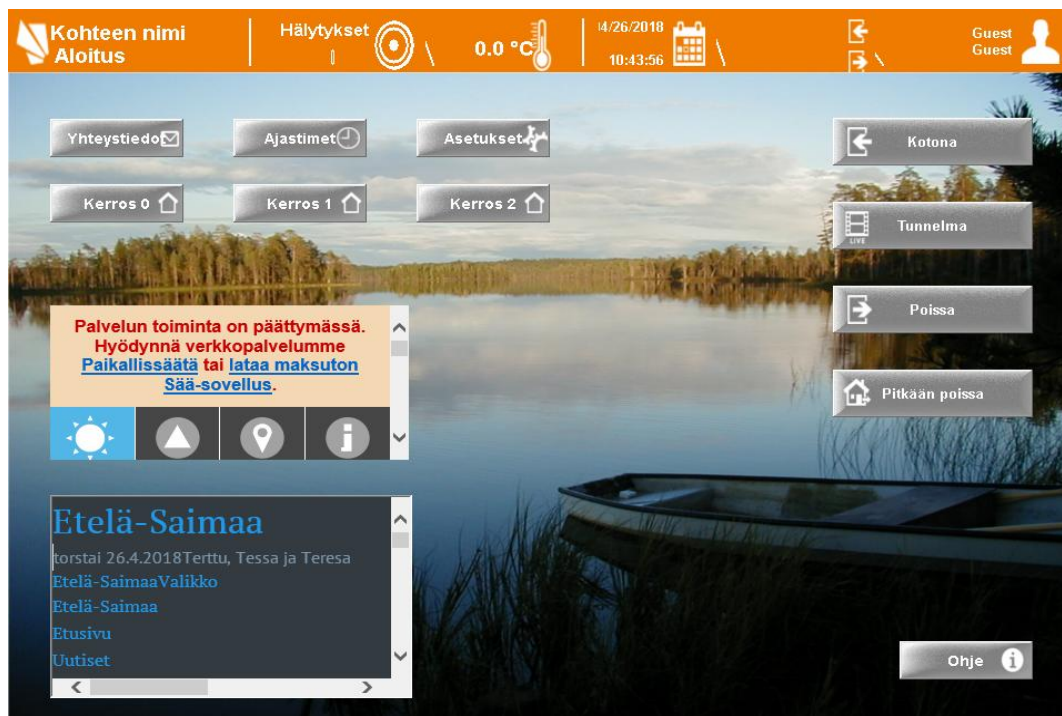 Kohteen nimi
Aloitus
Hälytykset
0
0.0 °C
4/26/2018
10:43:56
Guest
Guest
Yhteystiedo
Ajastimet
Asetukset
Kotona
Kerros 0
Kerros 1
Kerros 2
LIVE
Tunnelma
Poissa
Pitkään poissa
Palvelun toiminta on päättymässä.
Hyödynnä verkkopalvelumme
Paikallissäätä tai lataa maksuton
Sää-sovellus.
Etelä-Saimaa
torstai 26.4.2018Terttu, Tessa ja Teresa
Etelä-SaimaaValikko
Etelä-Saimaa
Etusivu
Uutiset
Ohje